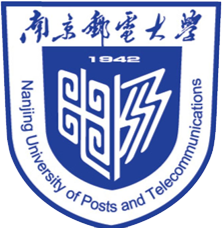 南京郵電大學
1942
Nanjing University of Posts and Telecommunications